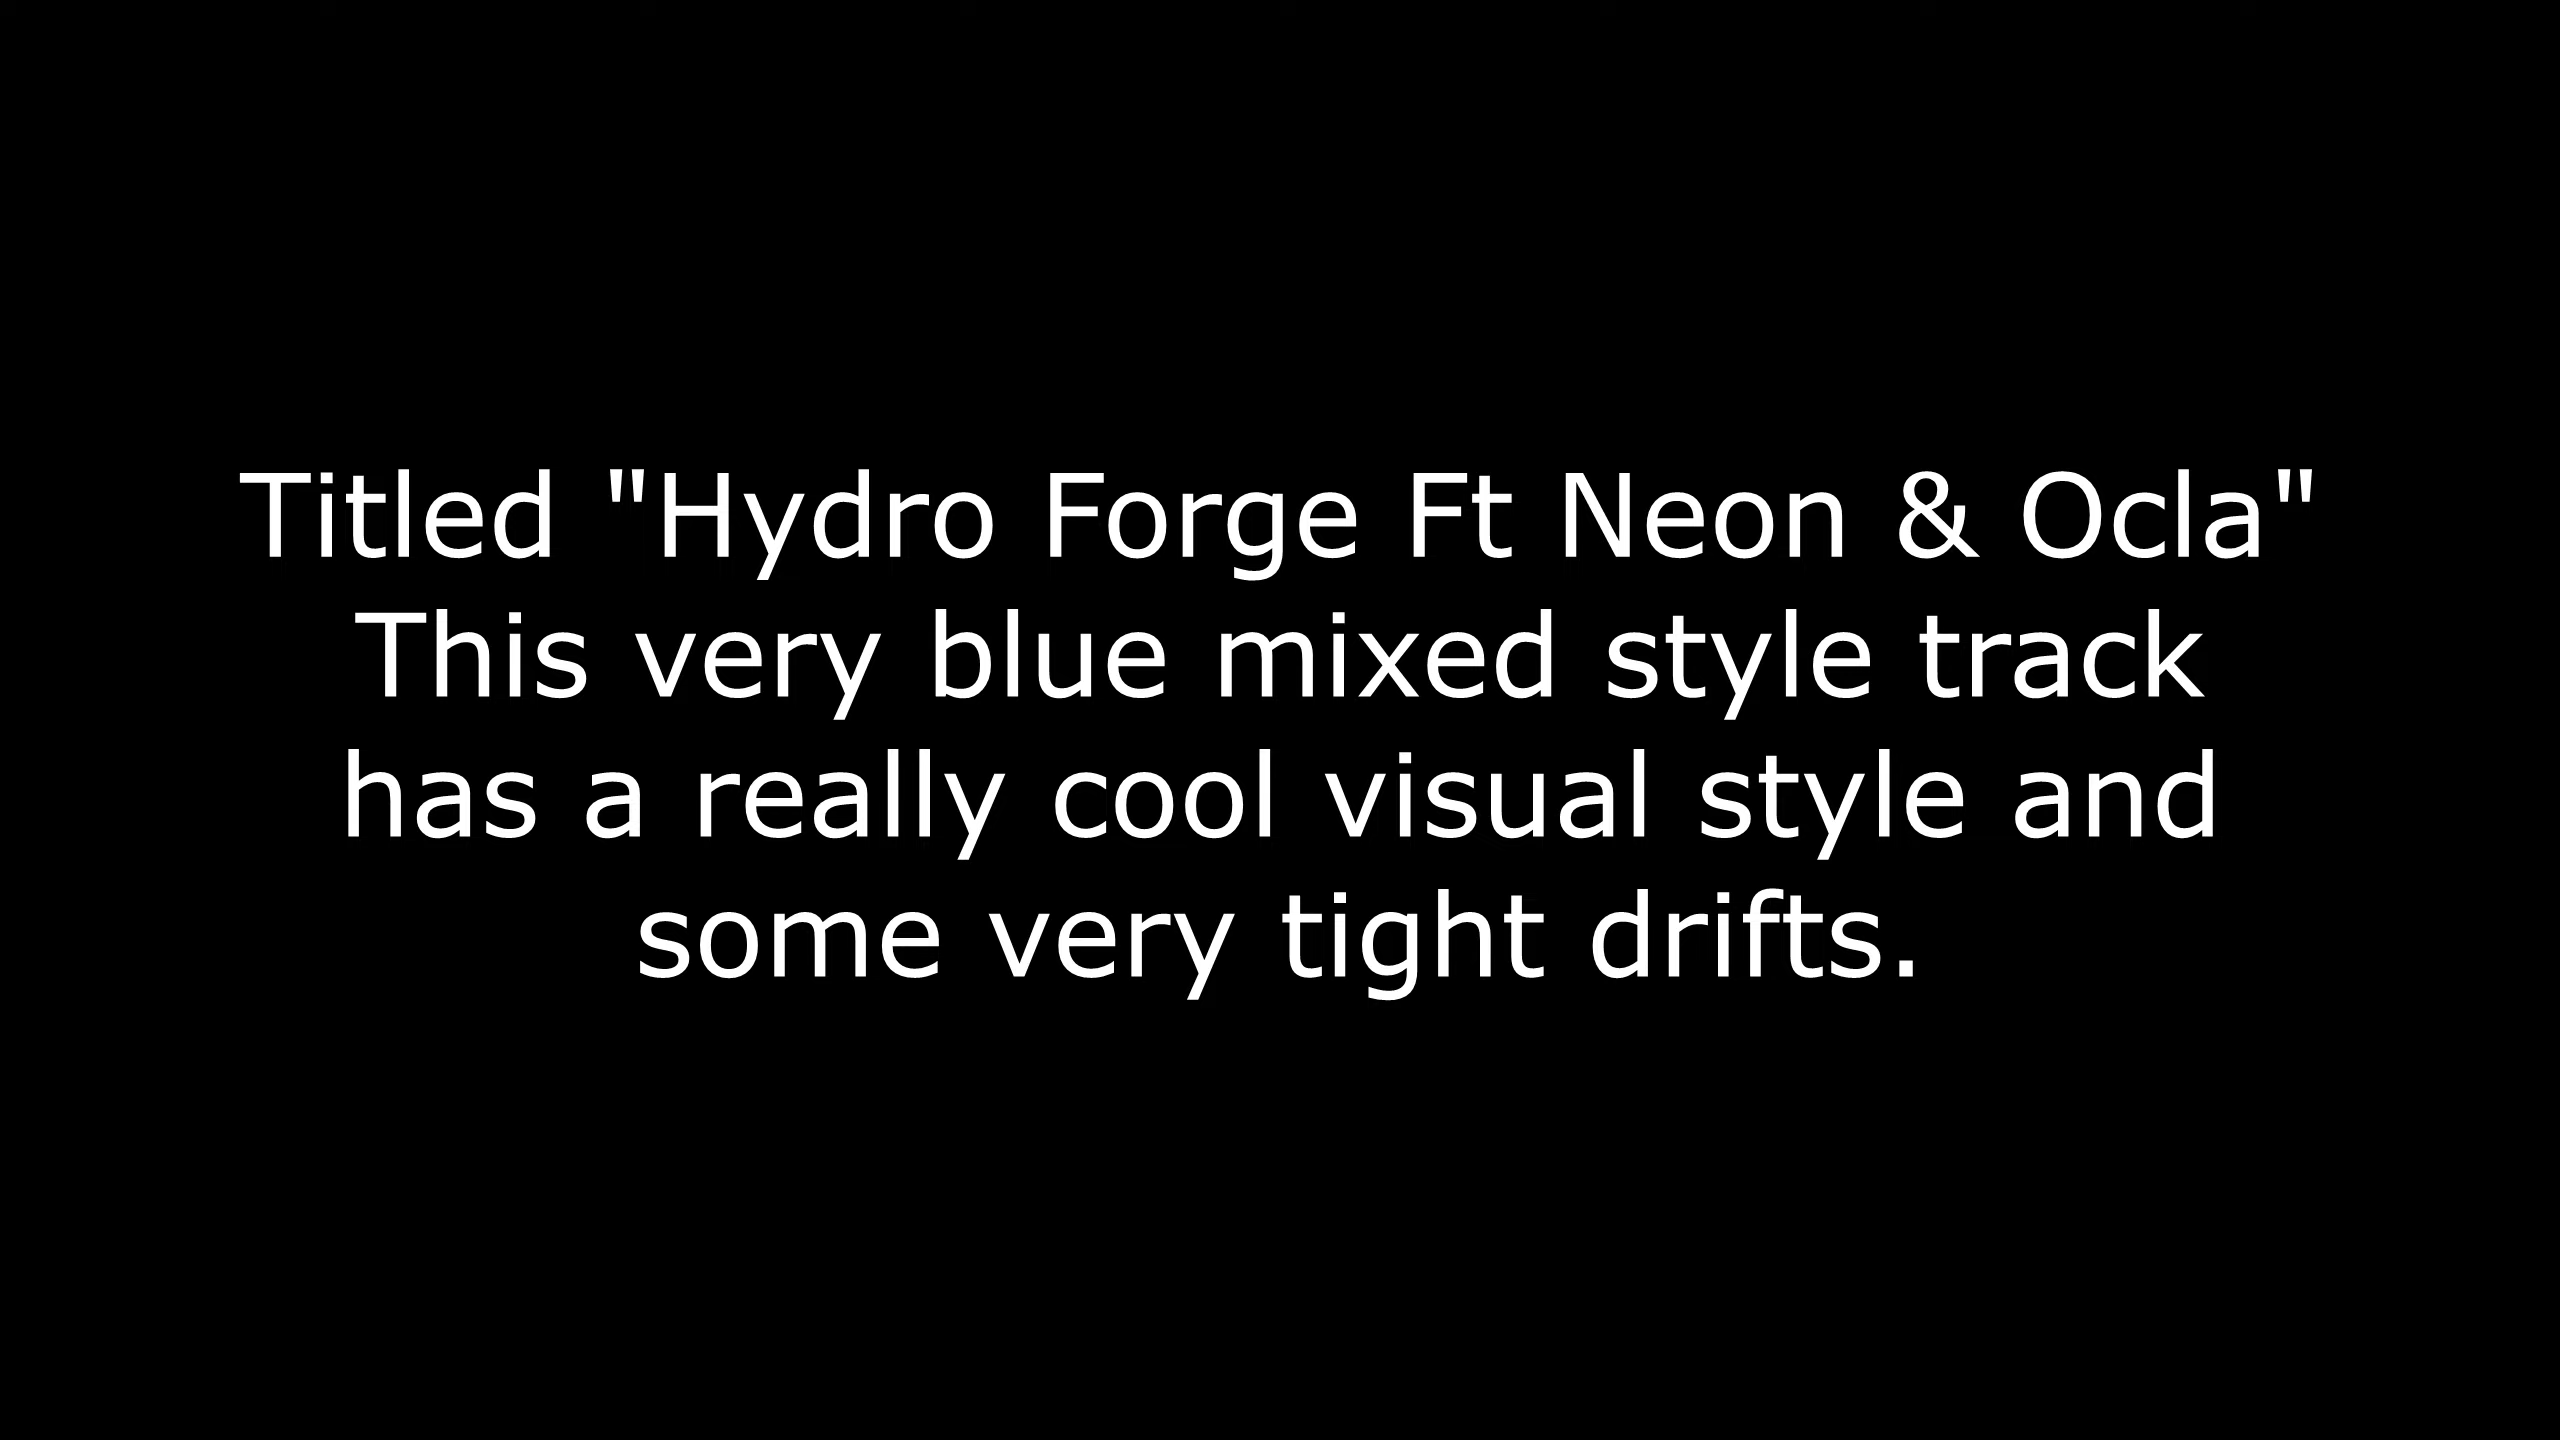 Titled "Hydro Forge Ft Neon & Ocla"
This very blue mixed style track
has a really cool visual style and
some very tight drifts.